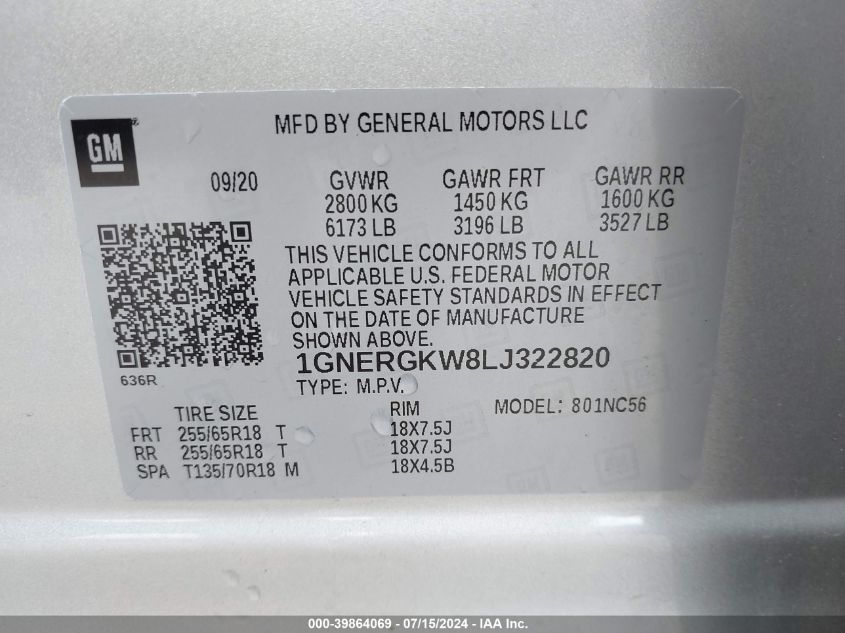 MFD BY GENERAL MOTORS LLC
GM
09/20 GVWR GAWR FRT GAWR RR
2800 KG 1450 KG 1600 KG
6173 LB 3196 LB 3527 LB
THIS VEHICLE CONFORMS TO ALL
APPLICABLE U.S. FEDERAL MOTOR
VEHICLE SAFETY STANDARDS IN EFFECT
ON THE DATE OF MANUFACTURE
SHOWN ABOVE.
1GNERGKW8LJ322820
636R TYPE: M.P.V.
TIRE SIZE RIM MODEL: 801NC56
FRT 255/65R18 T 18X7.5J
RR 255/65R18 T 18X7.5J
SPA T135/70R18 M 18X4.5B
000-39864069 - 07/15/2024 - IAA Inc.